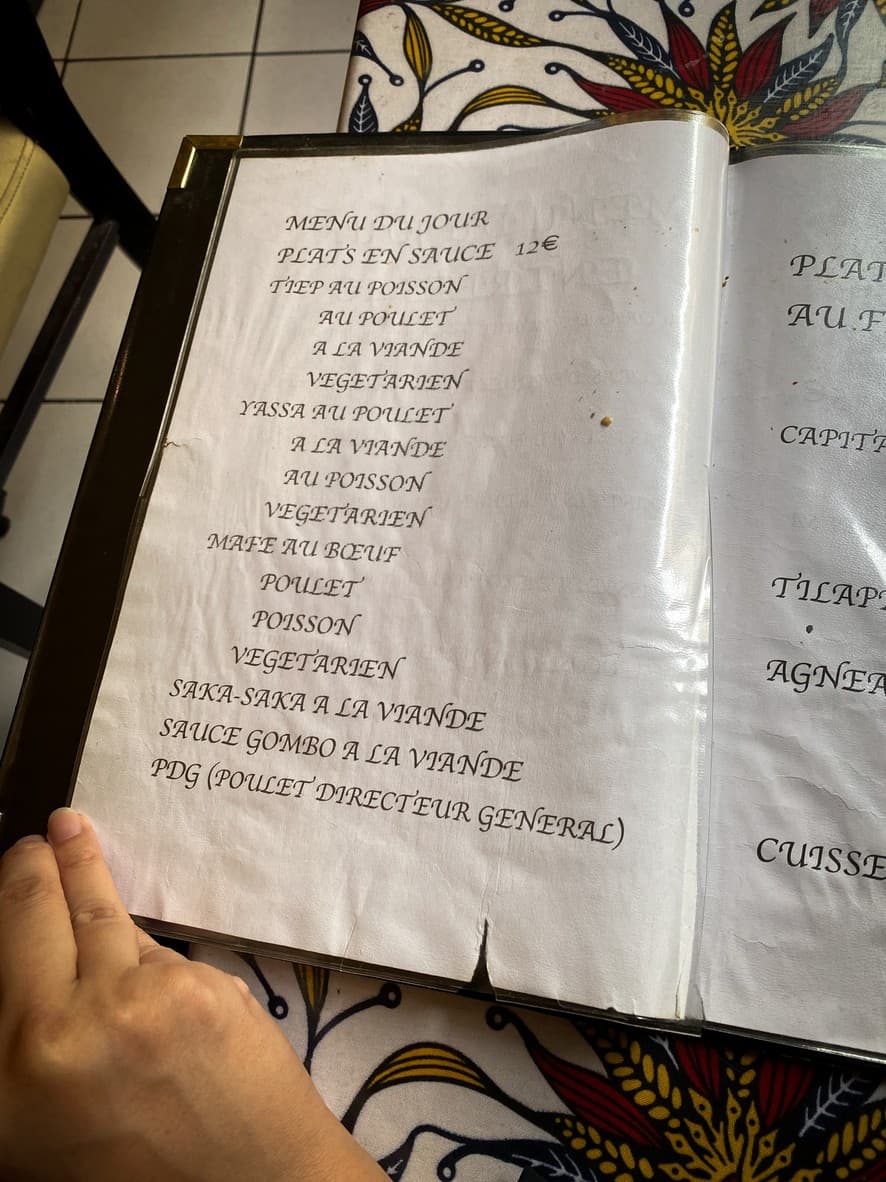 MENU DU JOUR
PLATS EN SAUCE 12€
TIEP AU POISSON
AU POULET
A LA VIANDE
VEGETARIEN
YASSA AU POULET
A LA VIANDE
AU POISSON
VEGETARIEN
MAFE AU BŒUF
POULET
POISSON
VEGETARIEN
SAKA-SAKA A LA VIANDE
SAUCE GOMBO A LA VIANDE
PDG (POULET DIRECTEUR GENERAL)
PLAT
AU.F
CAPITA
TILAPI
AGNEA
CUISSE